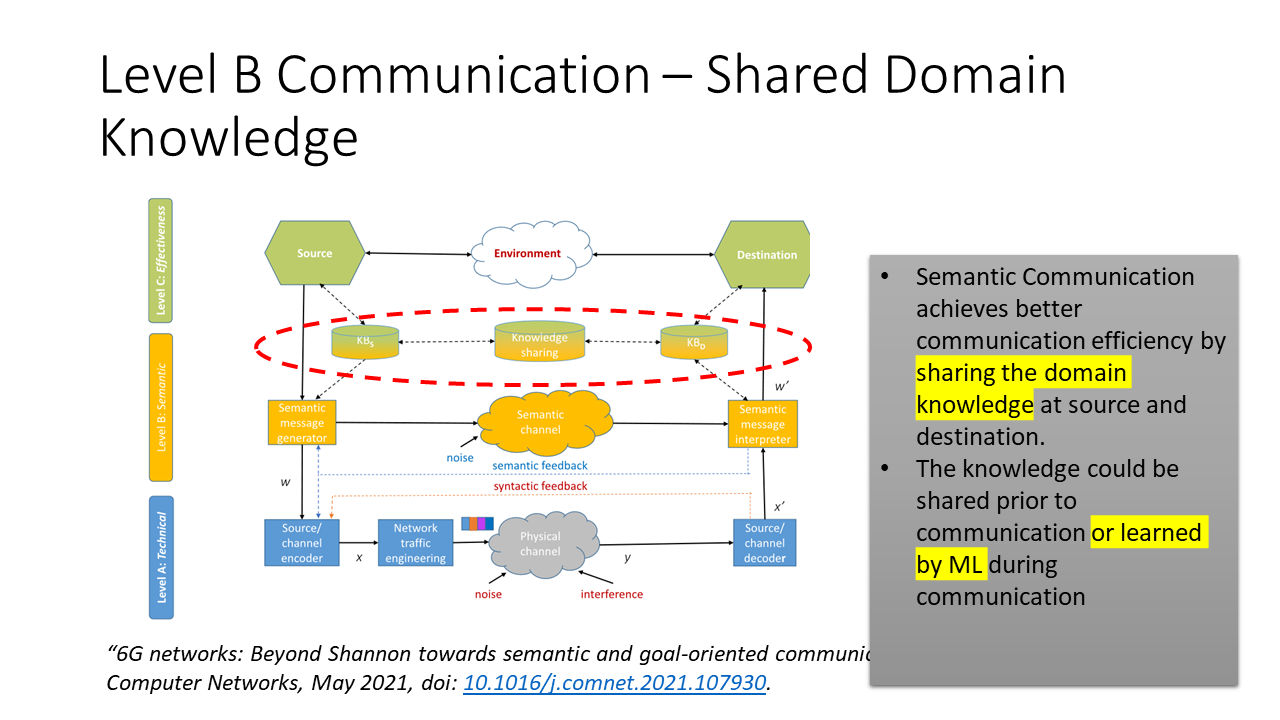 Level B Communication – Shared Domain
Knowledge
Level C: Effectiveness
Source
Environment
Destination
KBS
Knowledge
sharing
KBD
w’
Level B: Semantic
Semantic
message
generator
Semantic
channel
Semantic
message
interpreter
noise
semantic feedback
w
syntactic feedback
x’
Level A: Technical
Source/
channel
encoder
x
Network
traffic
engineering
Physical
channel
y
Source/
channel
decoder
noise
interference
• Semantic Communication
achieves better
communication efficiency by
sharing the domain
knowledge at source and
destination.
• The knowledge could be
shared prior to
communication or learned
by ML during
communication
“6G networks: Beyond Shannon towards semantic and goal-oriented
Computer Networks, May 2021, doi: 10.1016/j.comnet.2021.107930.